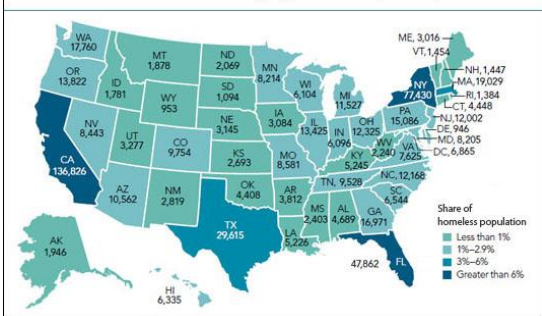 WA
17,760
OR
13,822
CA
136,826
NV
8,443
ID
1,781
MT
1,878
WY
953
UT
3,277
AZ
10,562
CO
9,754
NM
2,819
ND
2,069
SD
1,094
NE
3,145
KS
2,693
OK
4,408
TX
29,615
MN
8,214
IA
3,084
MO
8,581
AR
3,812
LA
5,226
WI
6,104
IL
13,425
MI
11,527
IN
6,096
OH
12,325
KY
5,245
TN, 9,528
MS
2,403
AL
4,689
GA
16,971
FL
47,862
SC
6,544
NC, 12,168
VA
7,625
WV
2,240
PA
15,086
NY
77,430
ME, 3,016
VT, 1,454
NH, 1,447
MA, 19,029
RI, 1,384
CT, 4,448
NJ, 12,002
DE, 946
MD, 8,205
DC, 6,865
AK
1,946
HI
6,335
Share of
homeless population
Less than 1%
1%–2.9%
3%–6%
Greater than 6%